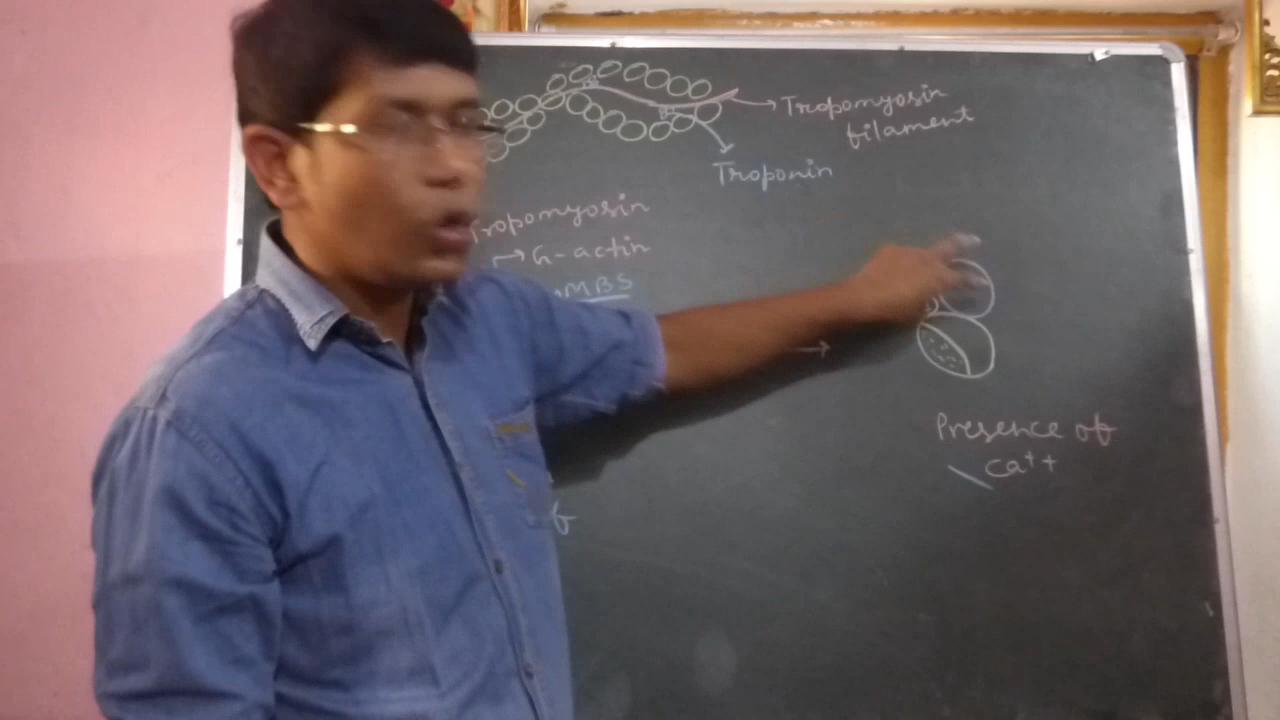 Tropomyosin
filament
Troponin
Tropomyosin
→ G-actin
MBS
Presence of
Ca++